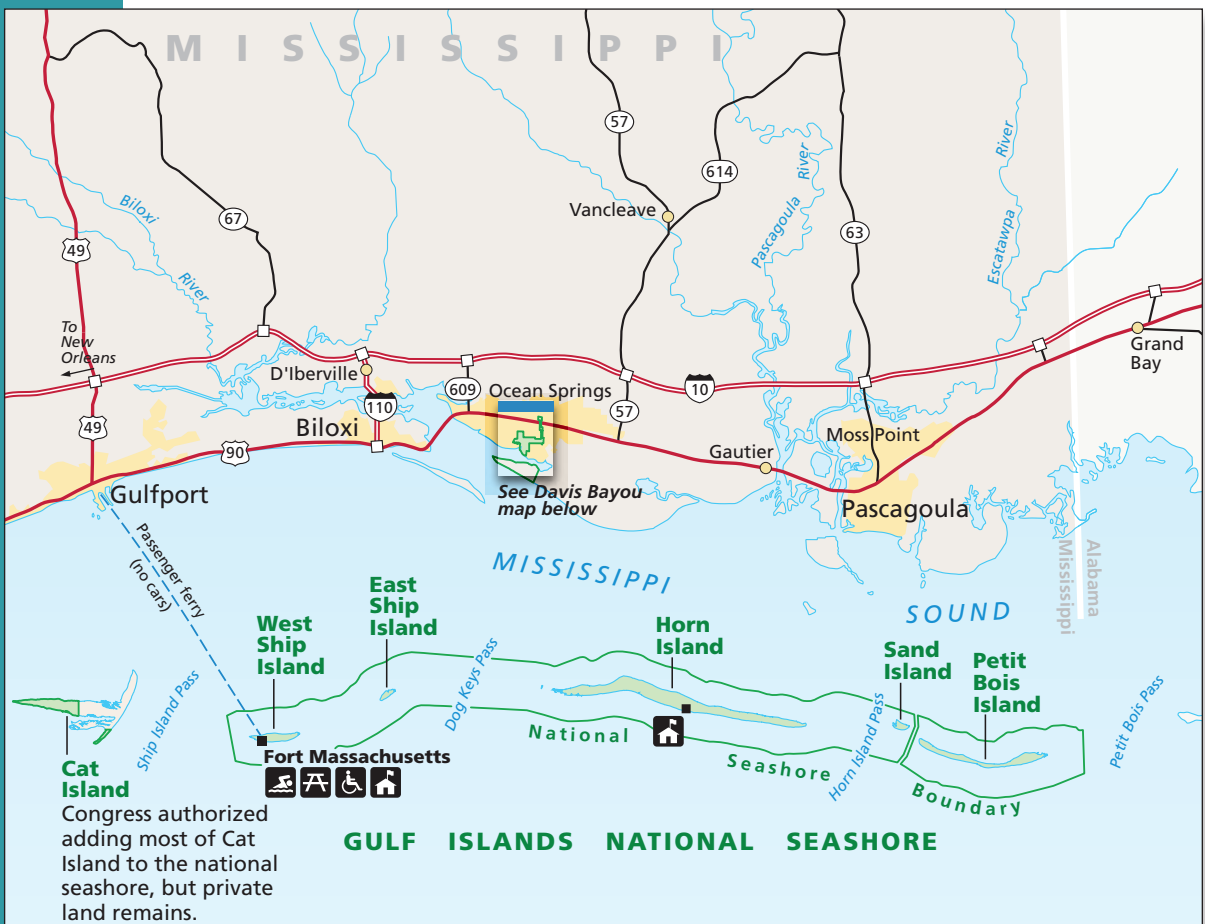 MISSISSIPPI
57
614
Pascagoula River
Escatawpa River
Vancleave
Biloxi River
67
63
49
To
New
Orleans
D'Iberville
609
Ocean Springs
10
Grand
Bay
110
57
49
Biloxi
90
Moss Point
Gautier
Gulfport
See Davis Bayou
map below
Pascagoula
Passenger ferry
(no cars)
MISSISSIPPI SOUND
Mississippi
Alabama
West
Ship
Island
East
Ship
Island
Horn
Island
Sand
Island
Petit
Bois
Island
Ship Island Pass
Dog Keys Pass
Horn Island Pass
Petit Bois Pass
National Seashore Boundary
Fort Massachusetts
Cat
Island
Congress authorized
adding most of Cat
Island to the national
seashore, but private
land remains.
GULF ISLANDS NATIONAL SEASHORE